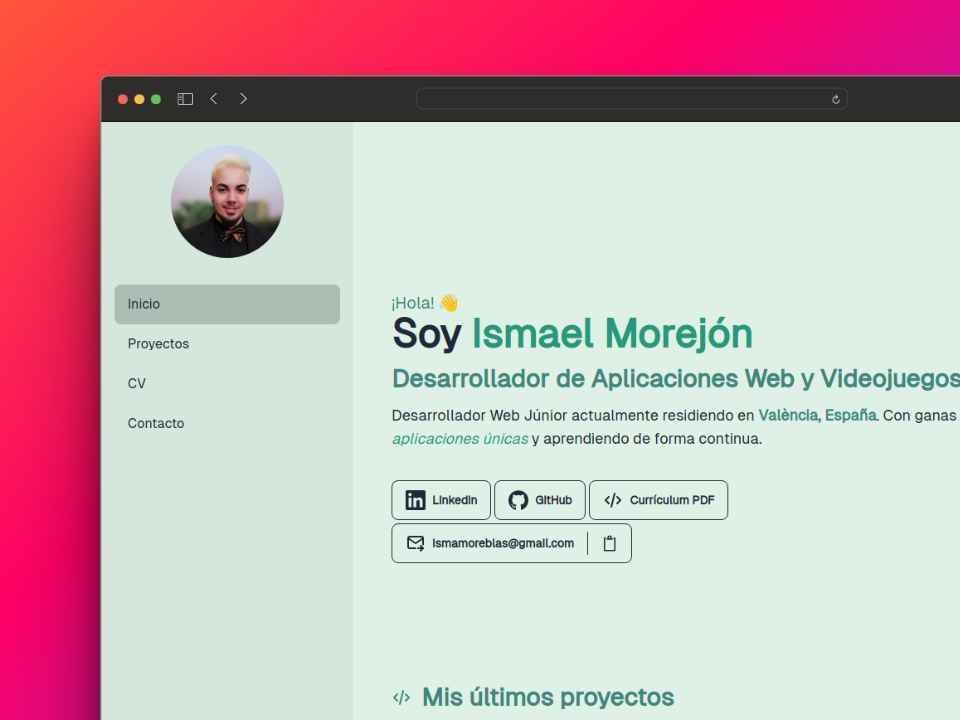 Inicio
Proyectos
CV
Contacto
¡Hola! 👋
Soy Ismael Morejón
Desarrollador de Aplicaciones Web y Videojuegos
Desarrollador Web Júnior actualmente residiendo en València, España. Con ganas
aplicaciones únicas y aprendiendo de forma continua.
LinkedIn
GitHub
Currículum PDF
ismamoreblas@gmail.com
Mis últimos proyectos